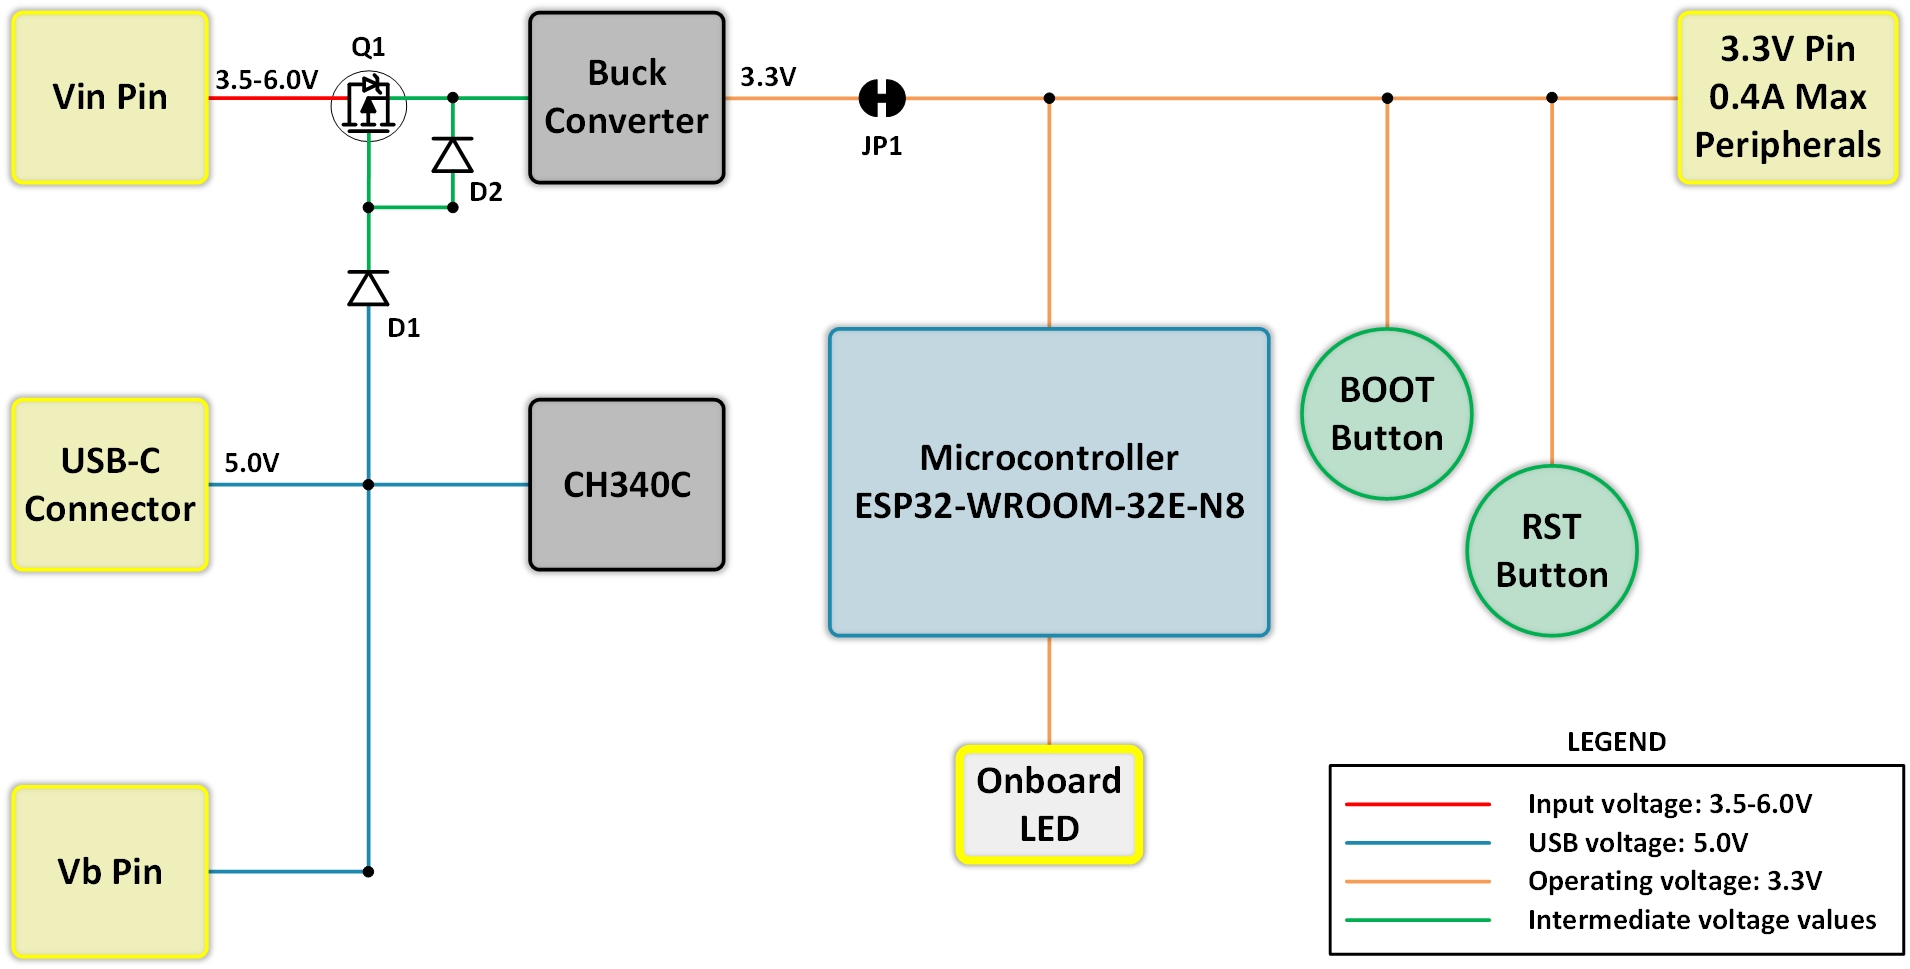 Vin Pin
3.5-6.0V
Q1
D2
Buck
Converter
3.3V
JP1
3.3V Pin
0.4A Max
Peripherals
D1
USB-C
Connector
5.0V
CH340C
Microcontroller
ESP32-WROOM-32E-N8
BOOT
Button
RST
Button
Vb Pin
Onboard
LED
LEGEND
Input voltage: 3.5-6.0V
USB voltage: 5.0V
Operating voltage: 3.3V
Intermediate voltage values